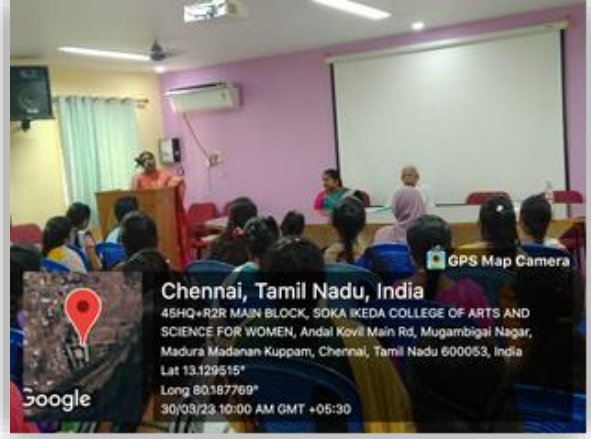 GPS Map Camera
Chennai, Tamil Nadu, India
45HQ+R2R MAIN BLOCK, SOKA IKEDA COLLEGE OF ARTS AND
SCIENCE FOR WOMEN, Andal Kovil Main Rd, Mugambigai Nagar,
Madura Madanan Kuppam, Chennai, Tamil Nadu 600053, India
Lat 13.129515°
Long 80.187769°
30/03/23 10:00 AM GMT +05:30
Google